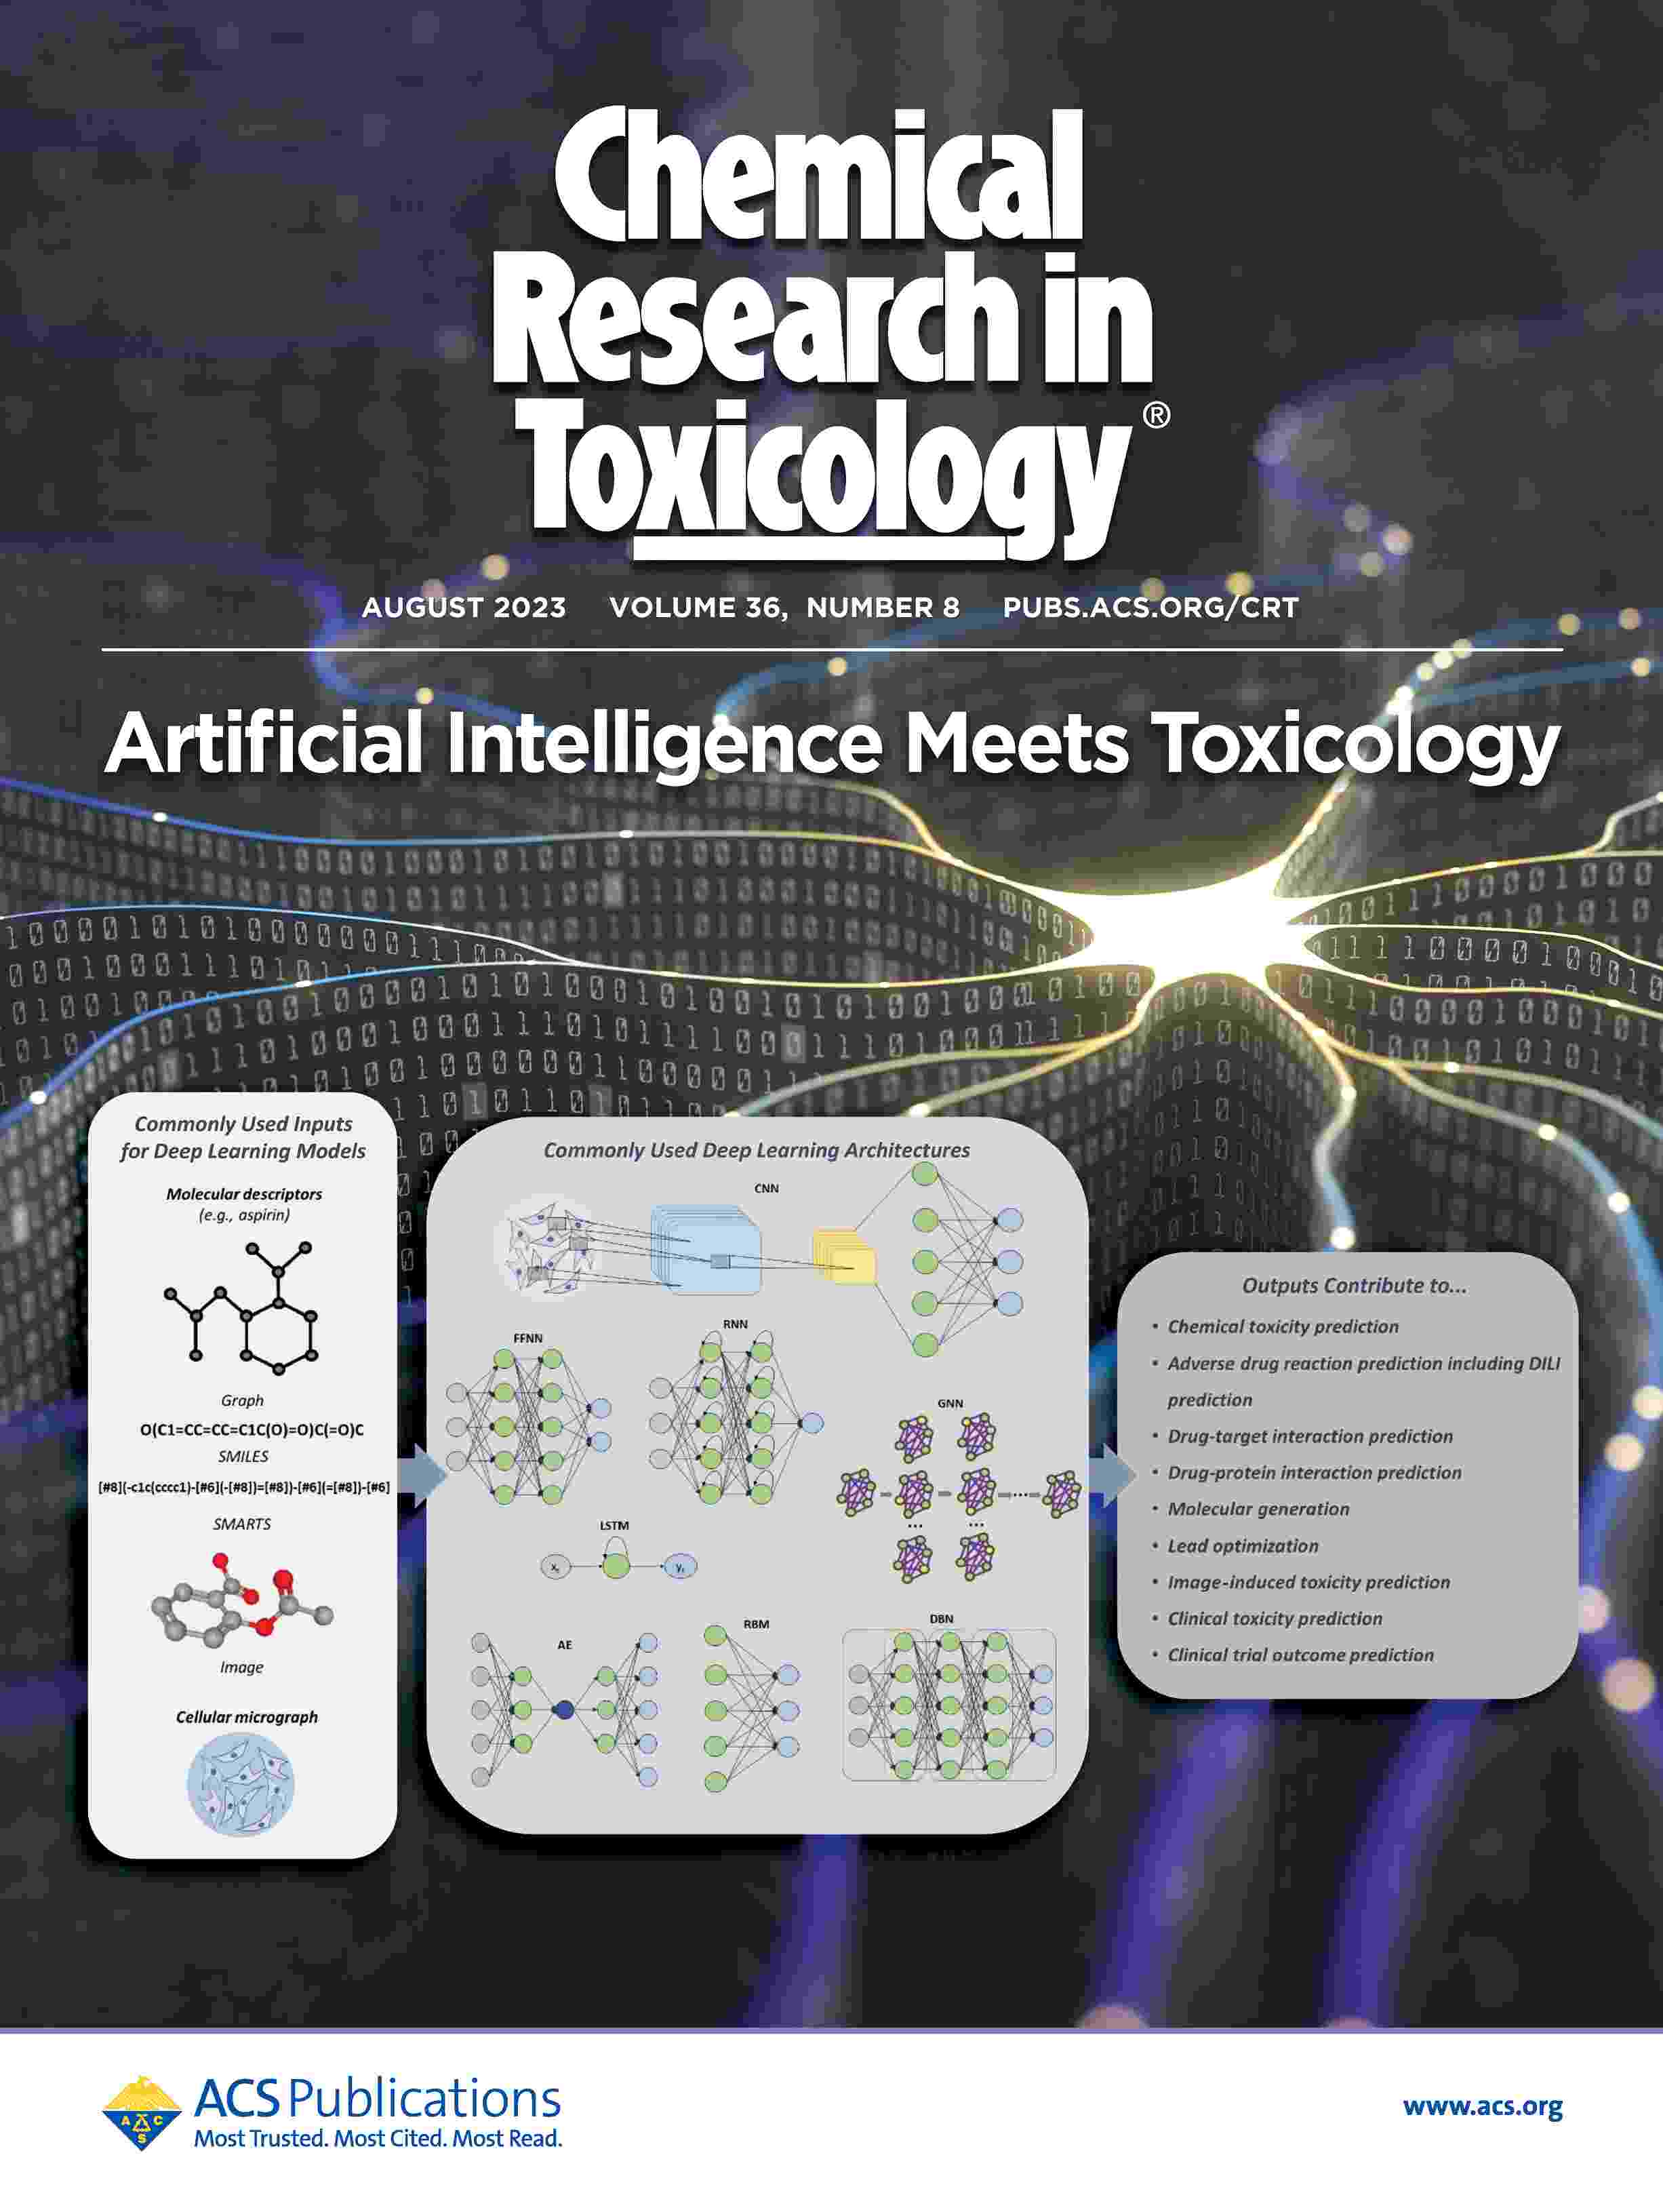 Chemical
Research in
Toxicology®
AUGUST 2023 VOLUME 36, NUMBER 8 PUBS.ACS.ORG/CRT
Artificial Intelligence Meets Toxicology
Commonly Used Inputs
for Deep Learning Models
Molecular descriptors
(e.g., aspirin)
Graph
O(C1=CC=CC=C1C(O)=O)C(=O)C
SMILES
[#8](-c1c(cccc1)-[#6](-[#8])=[#8])-[#6](=[#8])-[#6]
SMARTS
Image
Cellular micrograph
Commonly Used Deep Learning Architectures
CNN
FFNN
RNN
GNN
LSTM
AE
RBM
DBN
Outputs Contribute to...
• Chemical toxicity prediction
• Adverse drug reaction prediction including DILI
prediction
• Drug-target interaction prediction
• Drug-protein interaction prediction
• Molecular generation
• Lead optimization
• Image-induced toxicity prediction
• Clinical toxicity prediction
• Clinical trial outcome prediction
ACS Publications
Most Trusted. Most Cited. Most Read.
A C S
www.acs.org